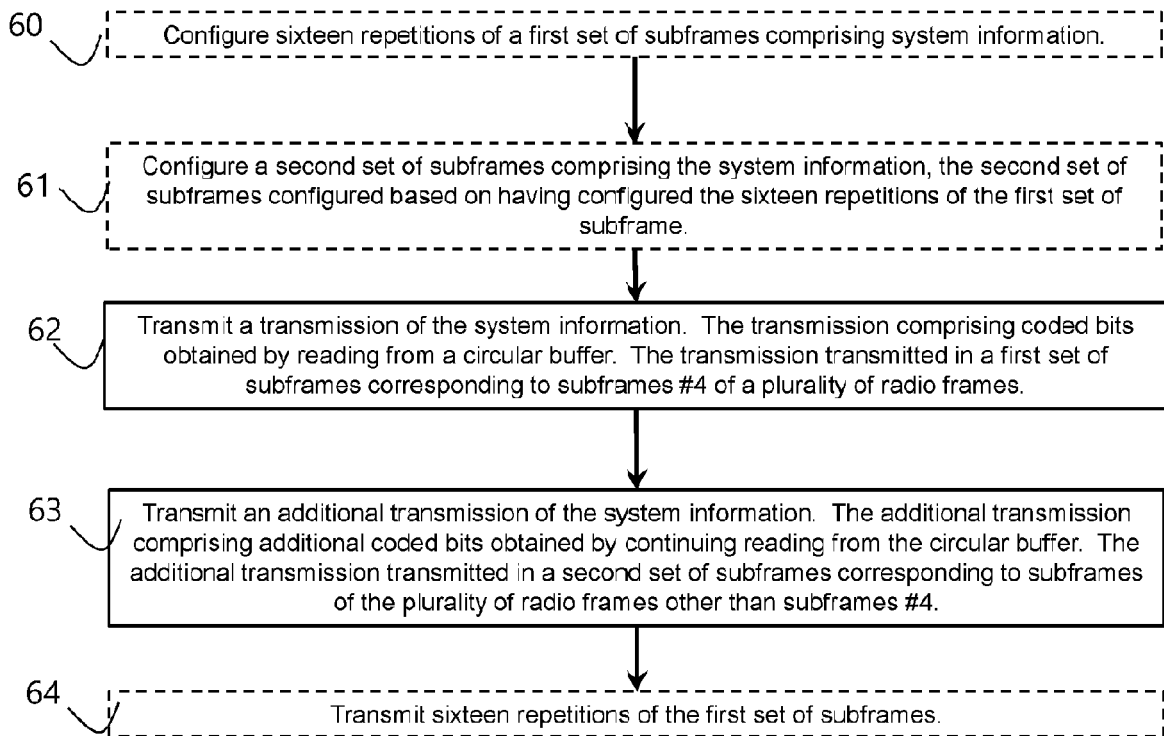 60
Configure sixteen repetitions of a first set of subframes comprising system information.
61
Configure a second set of subframes comprising the system information, the second set of
subframes configured based on having configured the sixteen repetitions of the first set of
subframe.
62
Transmit a transmission of the system information. The transmission comprising coded bits
obtained by reading from a circular buffer. The transmission transmitted in a first set of
subframes corresponding to subframes #4 of a plurality of radio frames.
63
Transmit an additional transmission of the system information. The additional transmission
comprising additional coded bits obtained by continuing reading from the circular buffer. The
additional transmission transmitted in a second set of subframes corresponding to subframes
of the plurality of radio frames other than subframes #4.
64
Transmit sixteen repetitions of the first set of subframes.